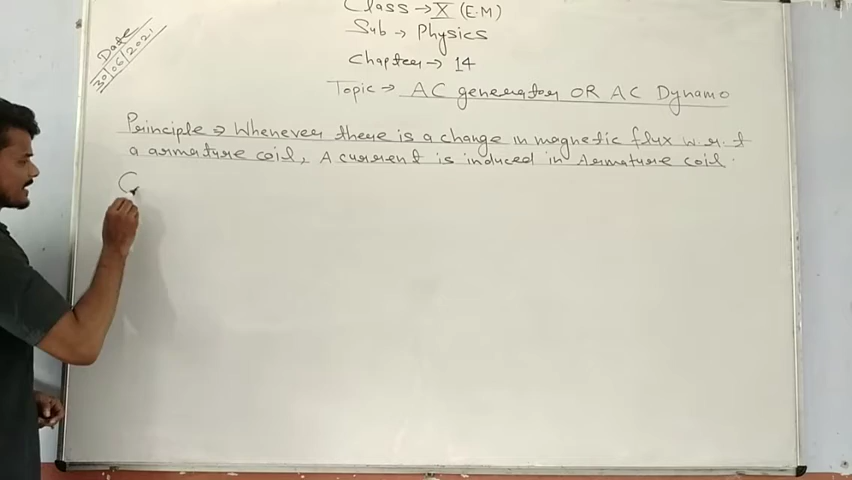 Class → X (E.M)
Sub → Physics
Chapter → 14
Topic → AC generator OR AC Dynamo
Date
30/06/2021
Principle → Whenever there is a change in magnetic flux w.r.t
a armature coil, A current is induced in Armature coil.
C